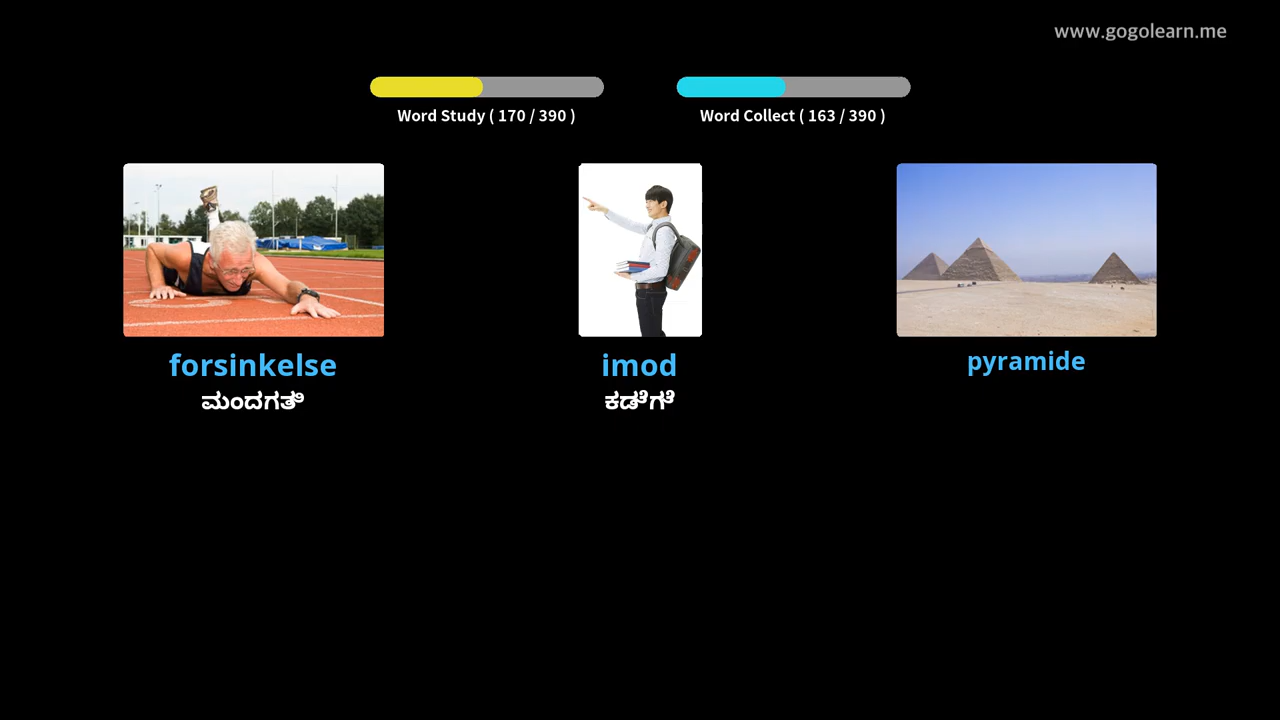 www.gogolearn.me
Word Study ( 170 / 390 )
Word Collect ( 163 / 390 )
forsinkelse
imod
pyramide
ಮಂದಗತಿ
ಕಡೆಗೆ